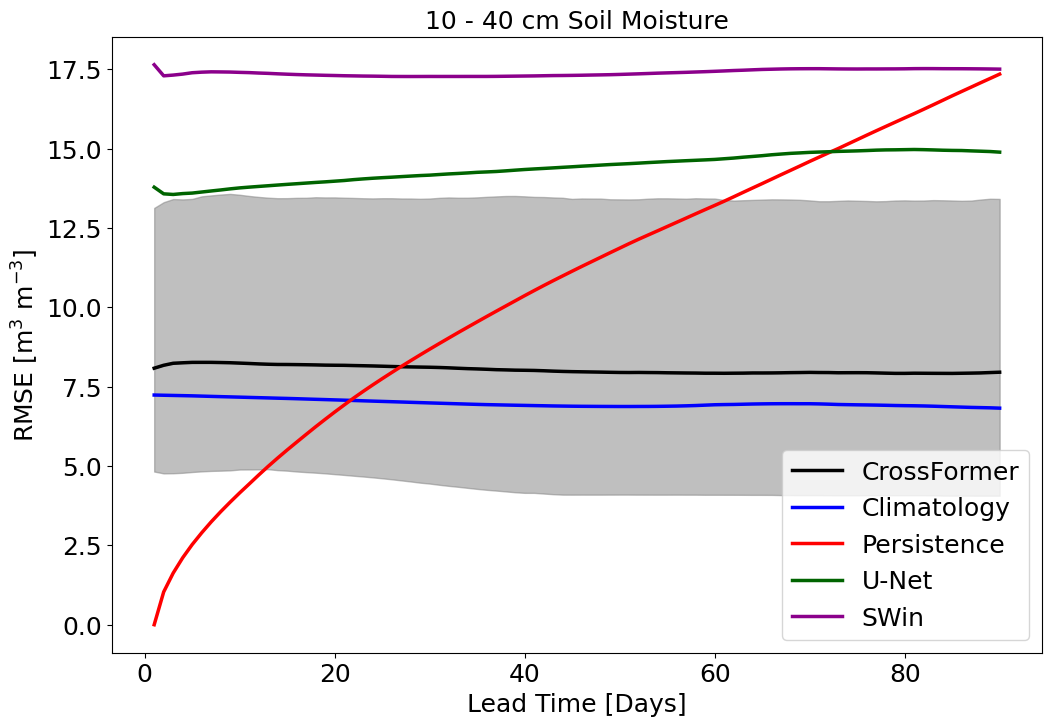 10 - 40 cm Soil Moisture
RMSE [m³ m⁻³]
17.5
15.0
12.5
10.0
7.5
5.0
2.5
0.0
CrossFormer
Climatology
Persistence
U-Net
SWin
0 20 40 60 80
Lead Time [Days]